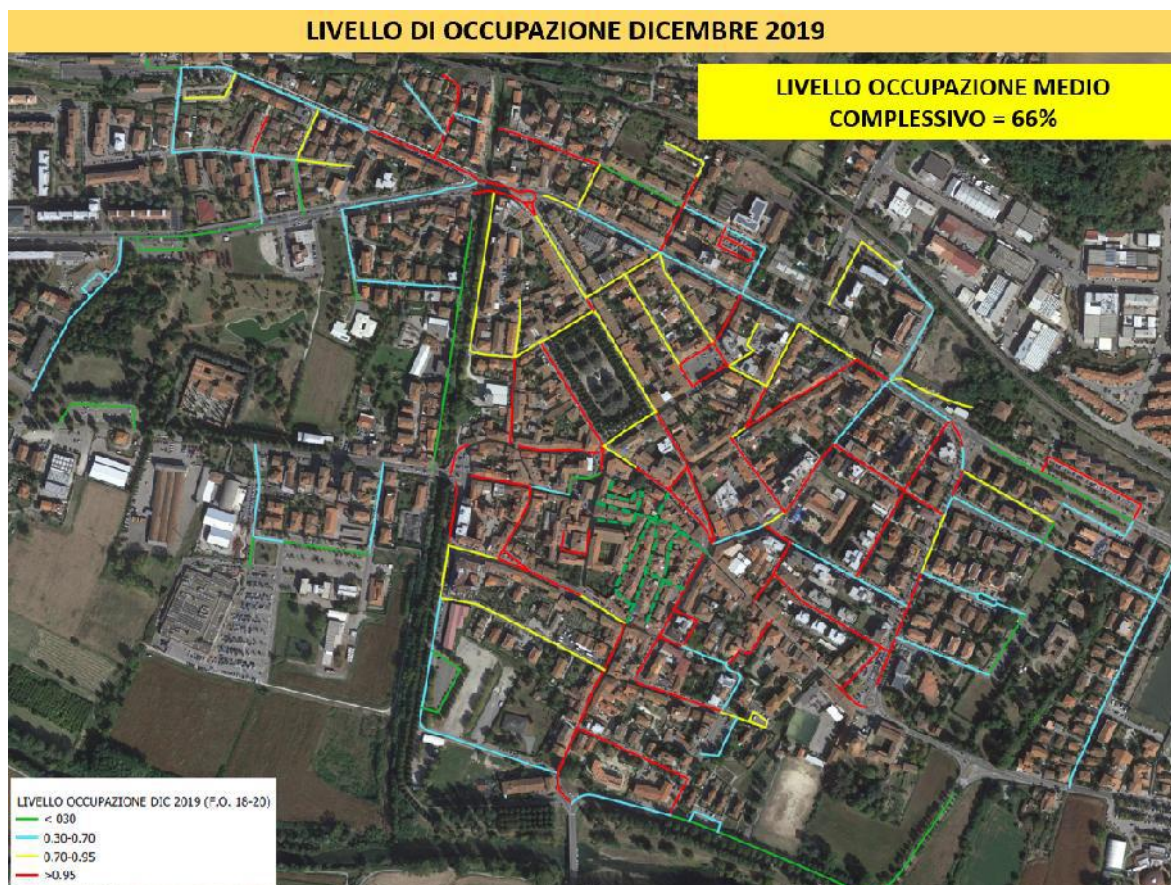 LIVELLO DI OCCUPAZIONE DICEMBRE 2019
LIVELLO OCCUPAZIONE MEDIO
COMPLESSIVO = 66%
LIVELLO OCCUPAZIONE DIC 2019 (F.O. 18-20)
< 030
0.30-0.70
0.70-0.95
>0.95